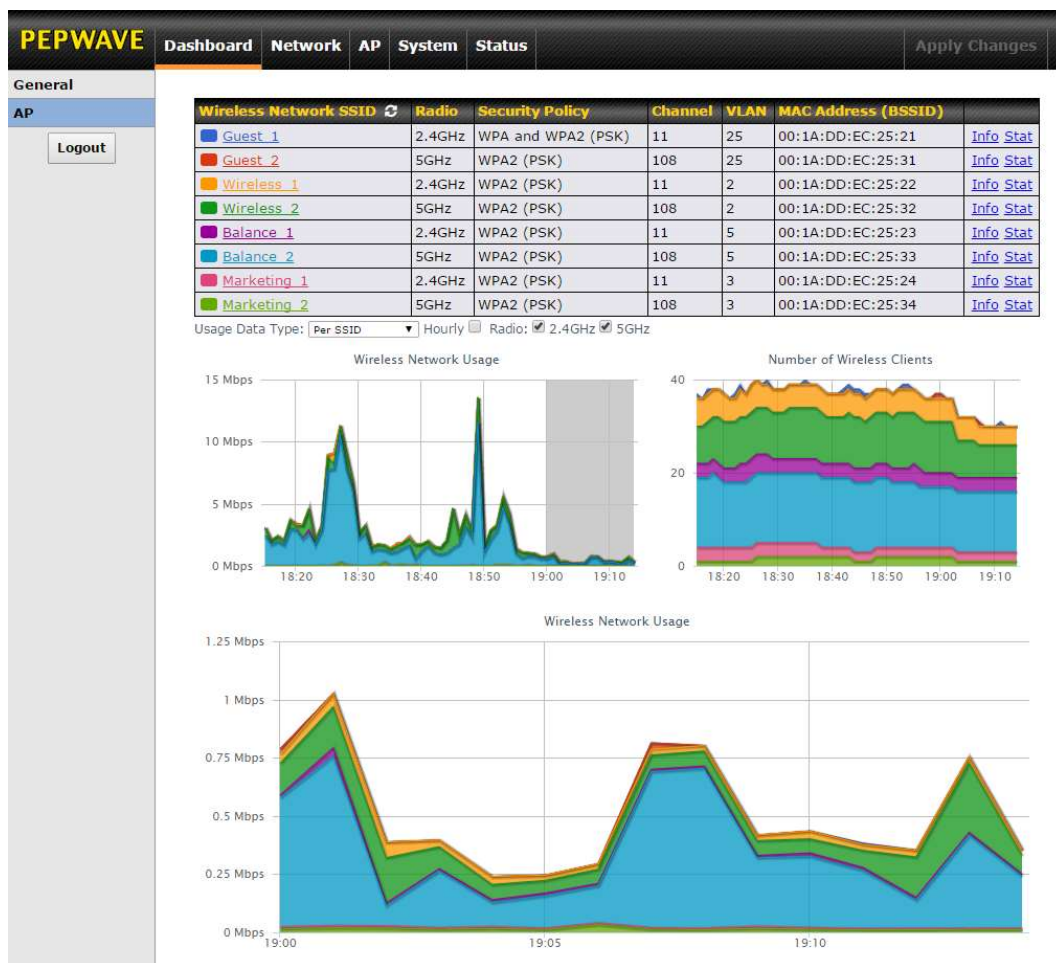 PEPWAVE Dashboard Network AP System Status Apply Changes
General
AP
Logout
Wireless Network SSID Radio Security Policy Channel VLAN MAC Address (BSSID)
Guest_1 2.4GHz WPA and WPA2 (PSK) 11 25 00:1A:DD:EC:25:21 Info Stat
Guest_2 5GHz WPA2 (PSK) 108 25 00:1A:DD:EC:25:31 Info Stat
Wireless_1 2.4GHz WPA2 (PSK) 11 2 00:1A:DD:EC:25:22 Info Stat
Wireless_2 5GHz WPA2 (PSK) 108 2 00:1A:DD:EC:25:32 Info Stat
Balance_1 2.4GHz WPA2 (PSK) 11 5 00:1A:DD:EC:25:23 Info Stat
Balance_2 5GHz WPA2 (PSK) 108 5 00:1A:DD:EC:25:33 Info Stat
Marketing_1 2.4GHz WPA2 (PSK) 11 3 00:1A:DD:EC:25:24 Info Stat
Marketing_2 5GHz WPA2 (PSK) 108 3 00:1A:DD:EC:25:34 Info Stat
Usage Data Type: Per SSID Hourly Radio: 2.4GHz 5GHz
Wireless Network Usage
15 Mbps
10 Mbps
5 Mbps
0 Mbps
18:20 18:30 18:40 18:50 19:00 19:10
Number of Wireless Clients
40
20
0
18:20 18:30 18:40 18:50 19:00 19:10
Wireless Network Usage
1.25 Mbps
1 Mbps
0.75 Mbps
0.5 Mbps
0.25 Mbps
0 Mbps
19:00 19:05 19:10